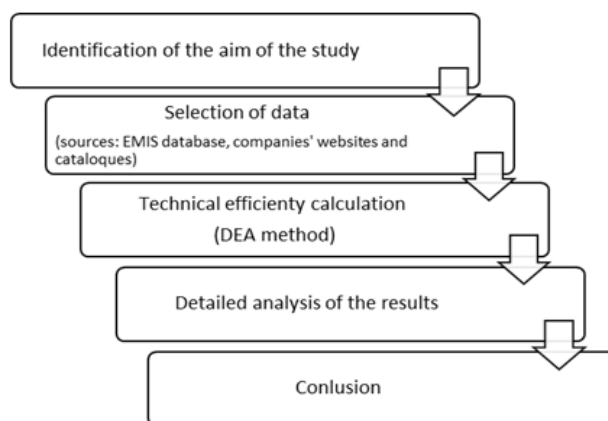 Identification of the aim of the study
Selection of data
(sources: EMIS database, companies' websites and
cataloques)
Technical efficienty calculation
(DEA method)
Detailed analysis of the results
Conlusion